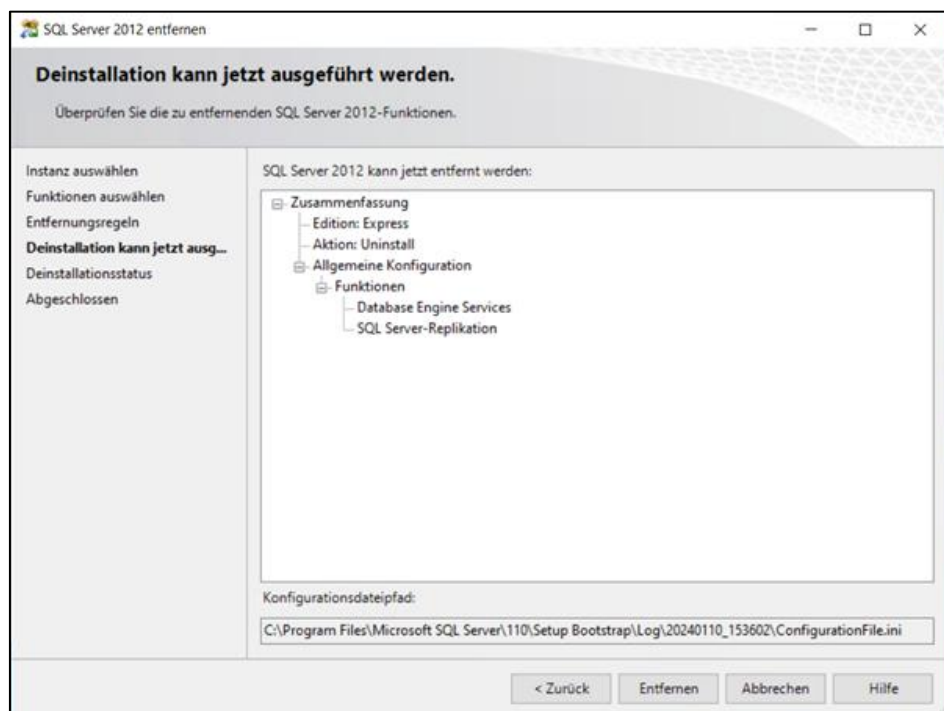 SQL Server 2012 entfernen
Deinstallation kann jetzt ausgeführt werden.
Überprüfen Sie die zu entfernenden SQL Server 2012-Funktionen.
Instanz auswählen
Funktionen auswählen
Entfernungsregeln
Deinstallation kann jetzt ausg...
Deinstallationsstatus
Abgeschlossen
SQL Server 2012 kann jetzt entfernt werden:
Zusammenfassung
Edition: Express
Aktion: Uninstall
Allgemeine Konfiguration
Funktionen
Database Engine Services
SQL Server-Replikation
Konfigurationsdateipfad:
C:\Program Files\Microsoft SQL Server\110\Setup Bootstrap\Log\20240110_153602\ConfigurationFile.ini
< Zurück
Entfernen
Abbrechen
Hilfe